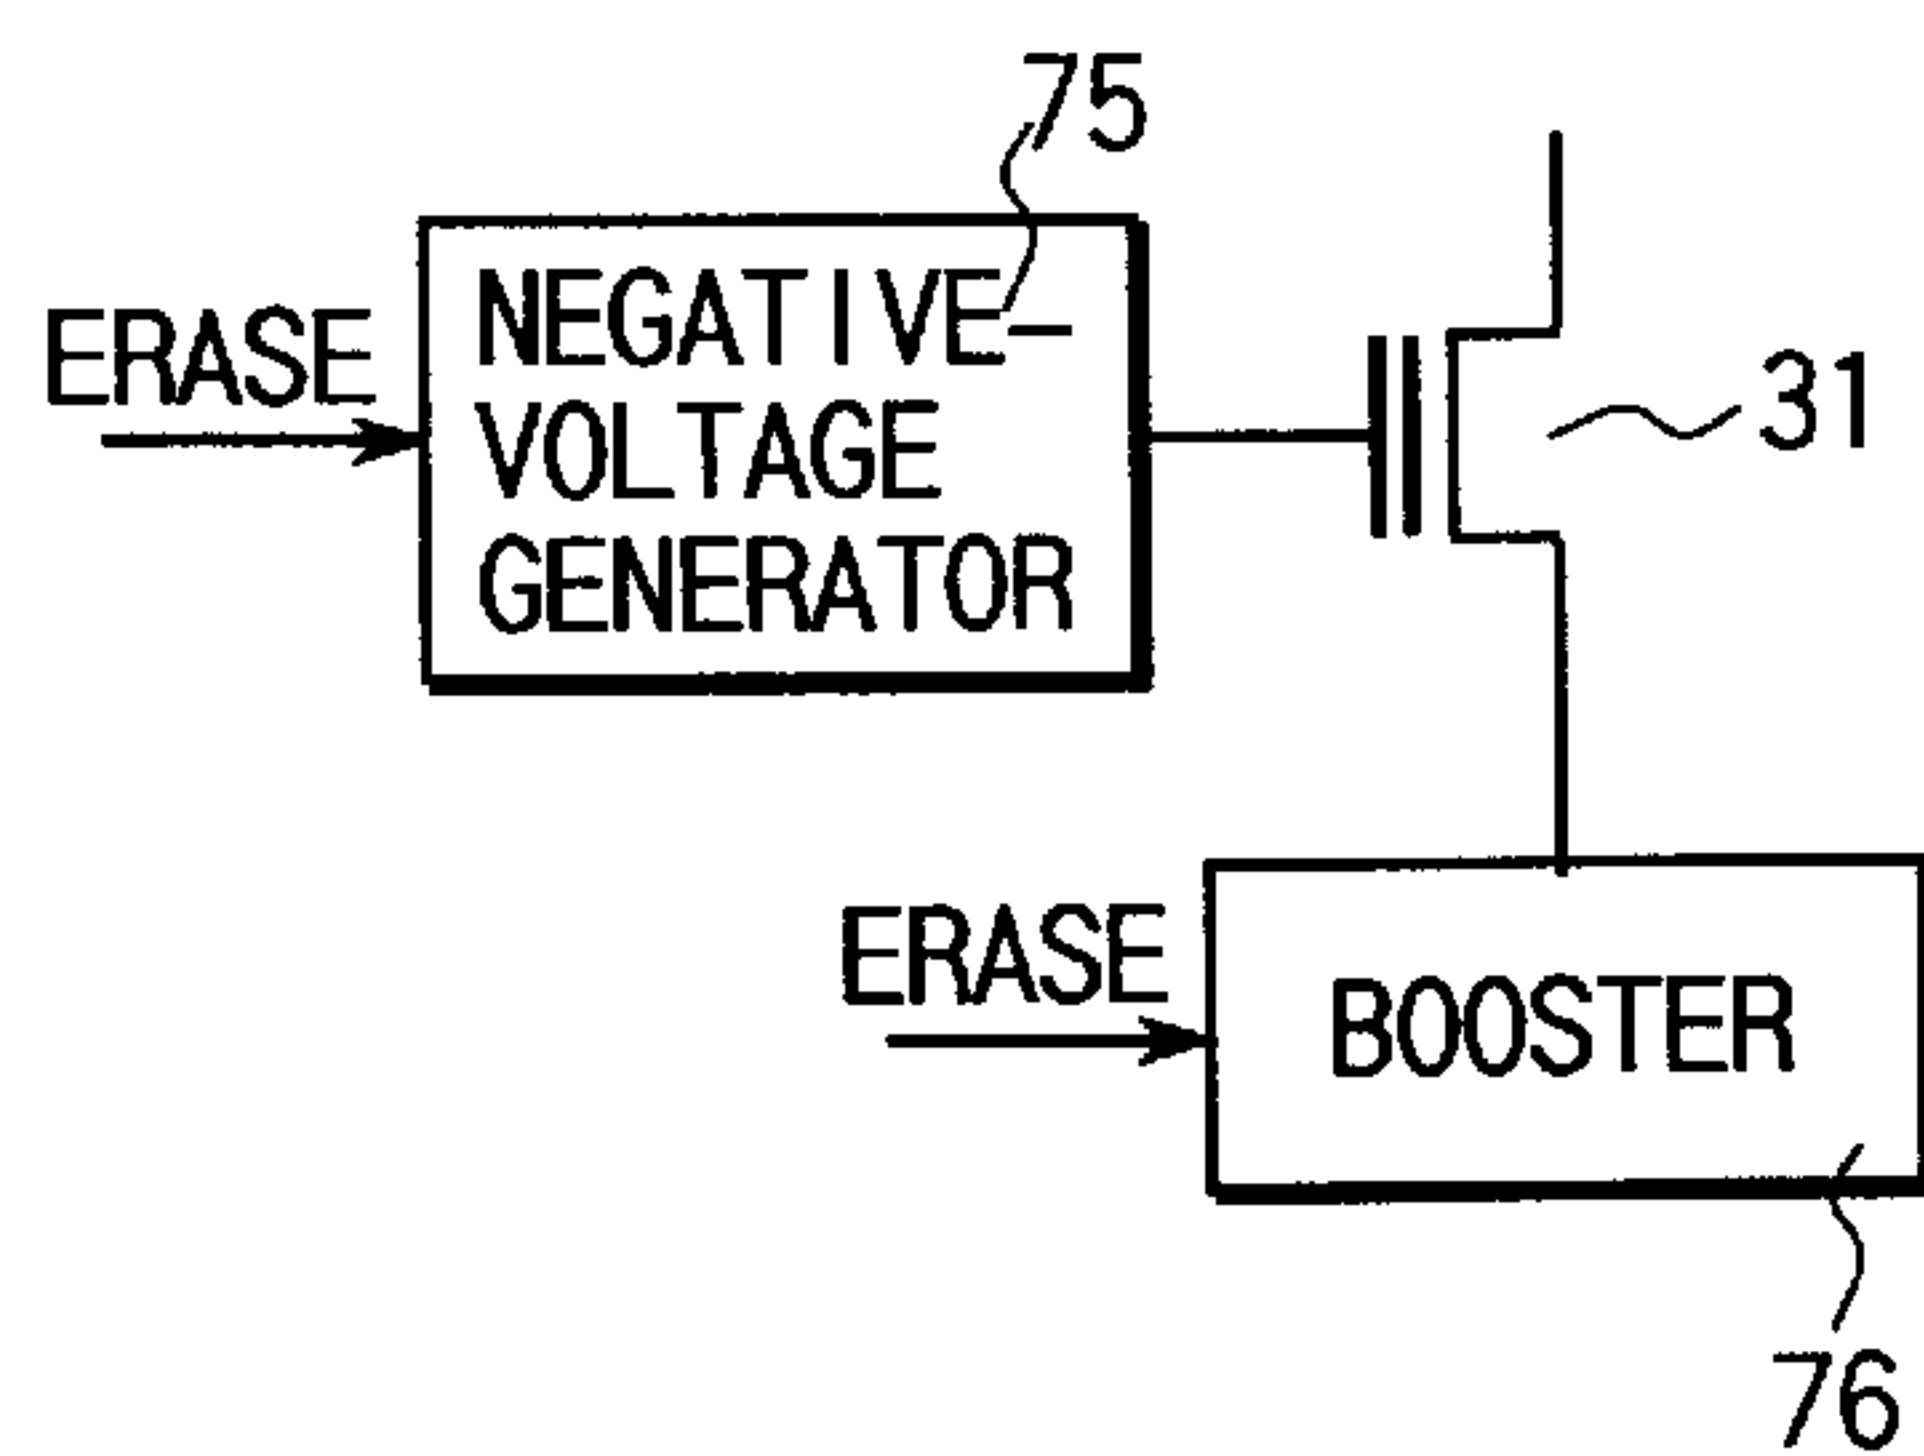 75
ERASE
NEGATIVE-
VOLTAGE
GENERATOR
31
ERASE
BOOSTER
76